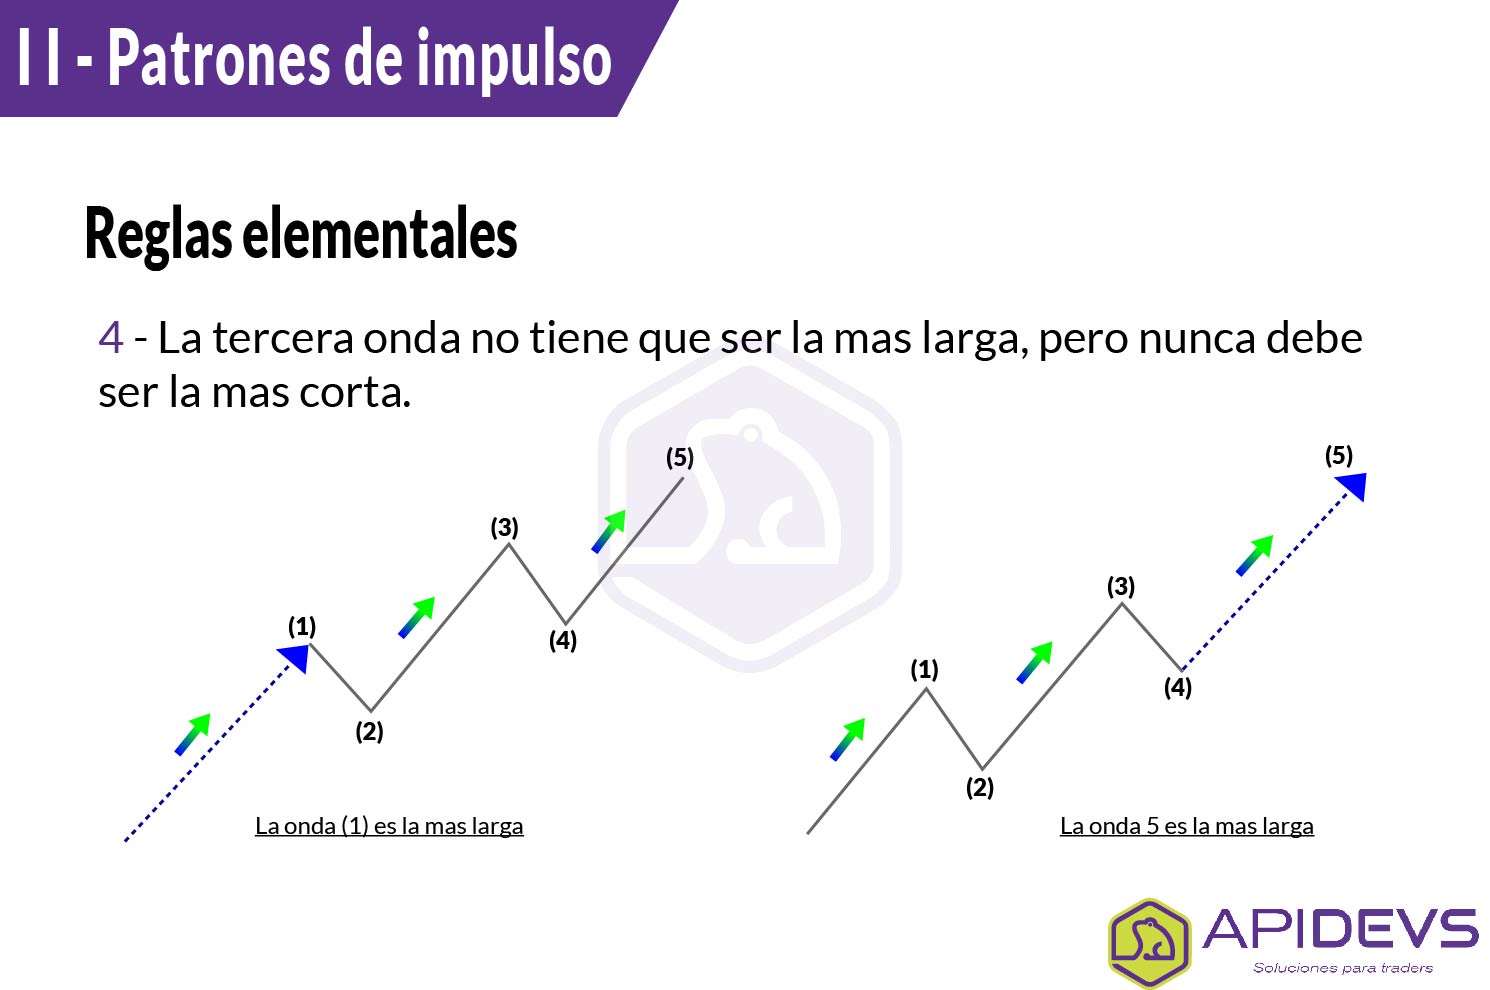 I I - Patrones de impulso
Reglas elementales
4 - La tercera onda no tiene que ser la mas larga, pero nunca debe
ser la mas corta.
(1)
(2)
(3)
(4)
(5)
La onda (1) es la mas larga
(1)
(2)
(3)
(4)
(5)
La onda 5 es la mas larga
APIDEVS
Soluciones para traders